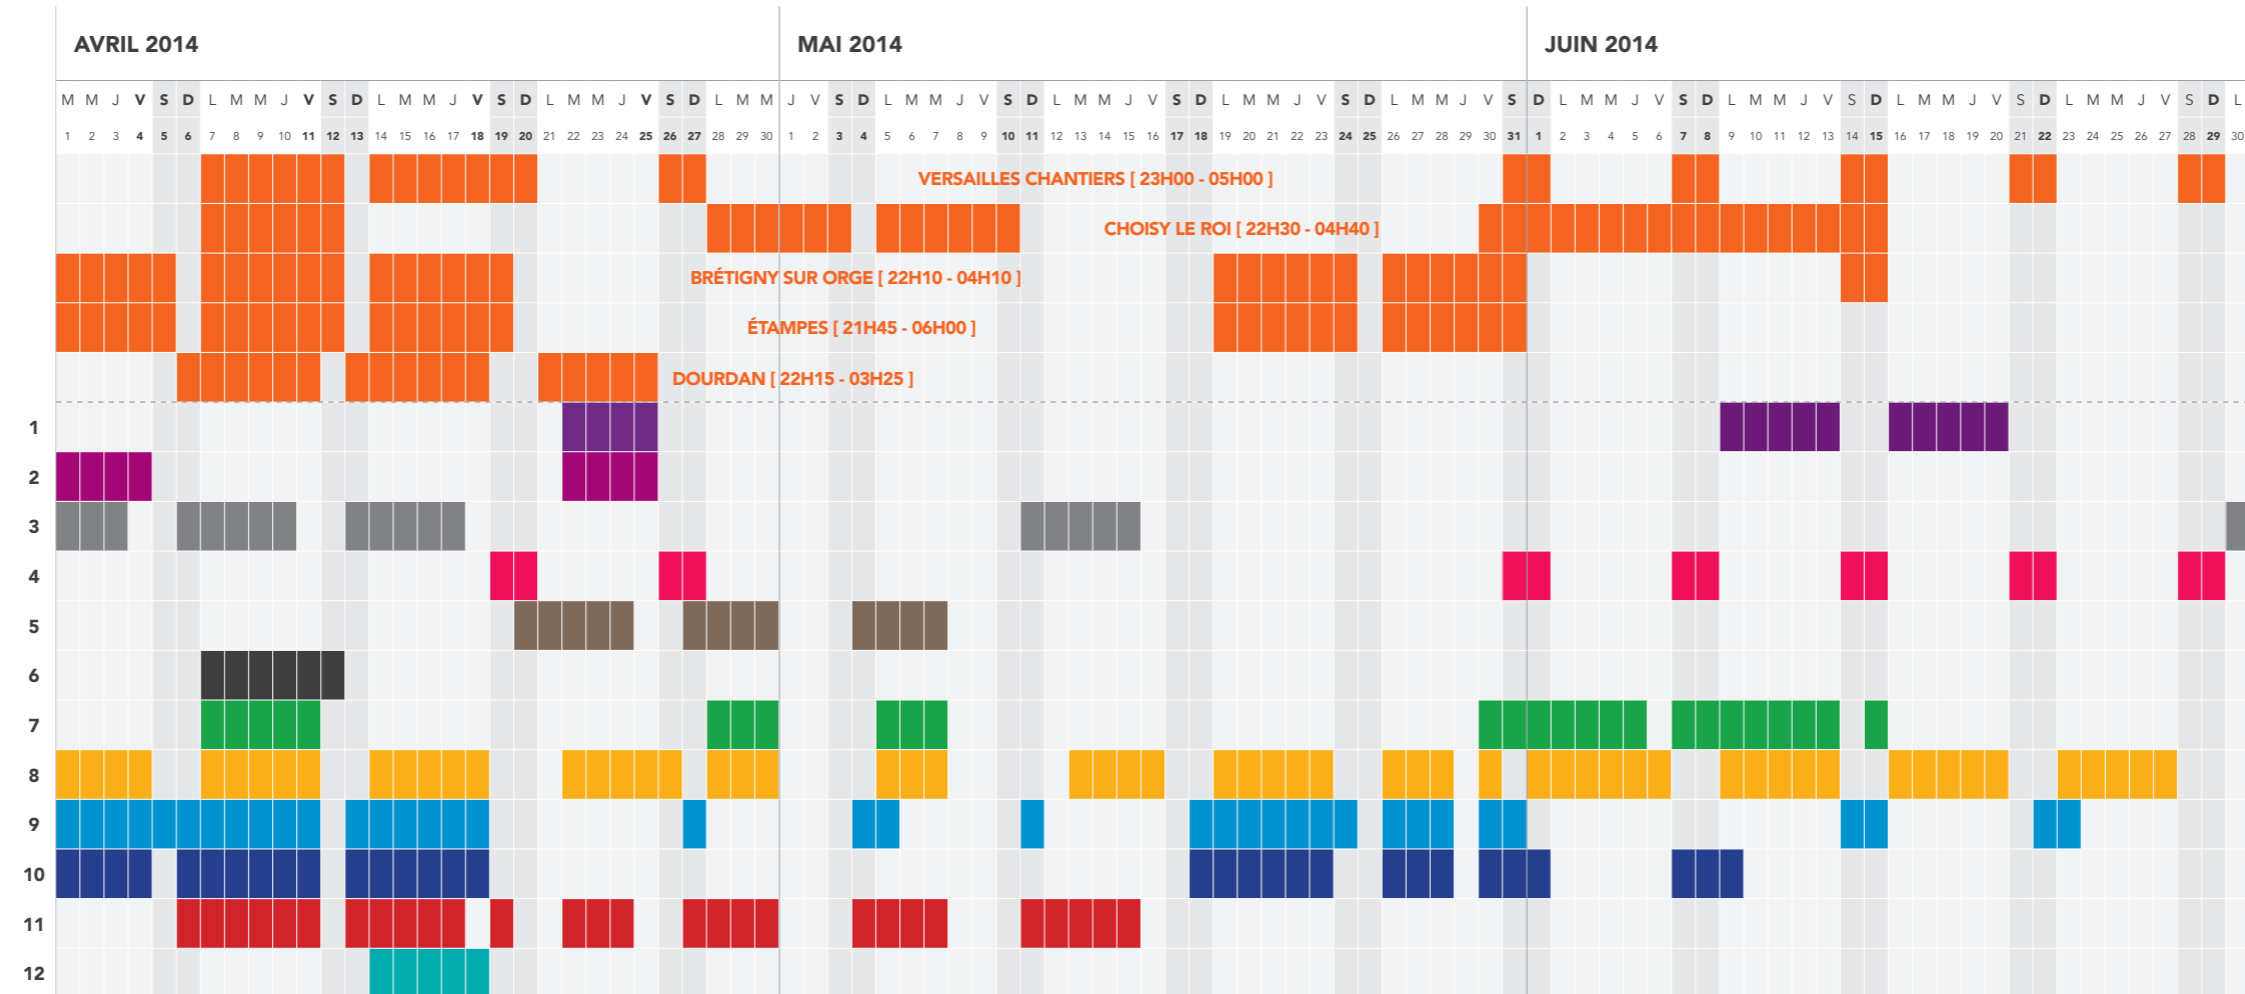 AVRIL 2014 MAI 2014 JUIN 2014
M M J V S D L M M J V S D L M M J V S D L M M J V S D L M M J V S D L M M J V S D L M M J V S D L M M J V S D L M M J V S D L M M J V S D L M M J V S D L M M J V S D L M M J V S D L
1 2 3 4 5 6 7 8 9 10 11 12 13 14 15 16 17 18 19 20 21 22 23 24 25 26 27 28 29 30 1 2 3 4 5 6 7 8 9 10 11 12 13 14 15 16 17 18 19 20 21 22 23 24 25 26 27 28 29 30 31 1 2 3 4 5 6 7 8 9 10 11 12 13 14 15 16 17 18 19 20 21 22 23 24 25 26 27 28 29 30
VERSAILLES CHANTIERS [ 23H00 - 05H00 ]
CHOISY LE ROI [ 22H30 - 04H40 ]
BRÉTIGNY SUR ORGE [ 22H10 - 04H10 ]
ÉTAMPES [ 21H45 - 06H00 ]
DOURDAN [ 22H15 - 03H25 ]
1
2
3
4
5
6
7
8
9
10
11
12